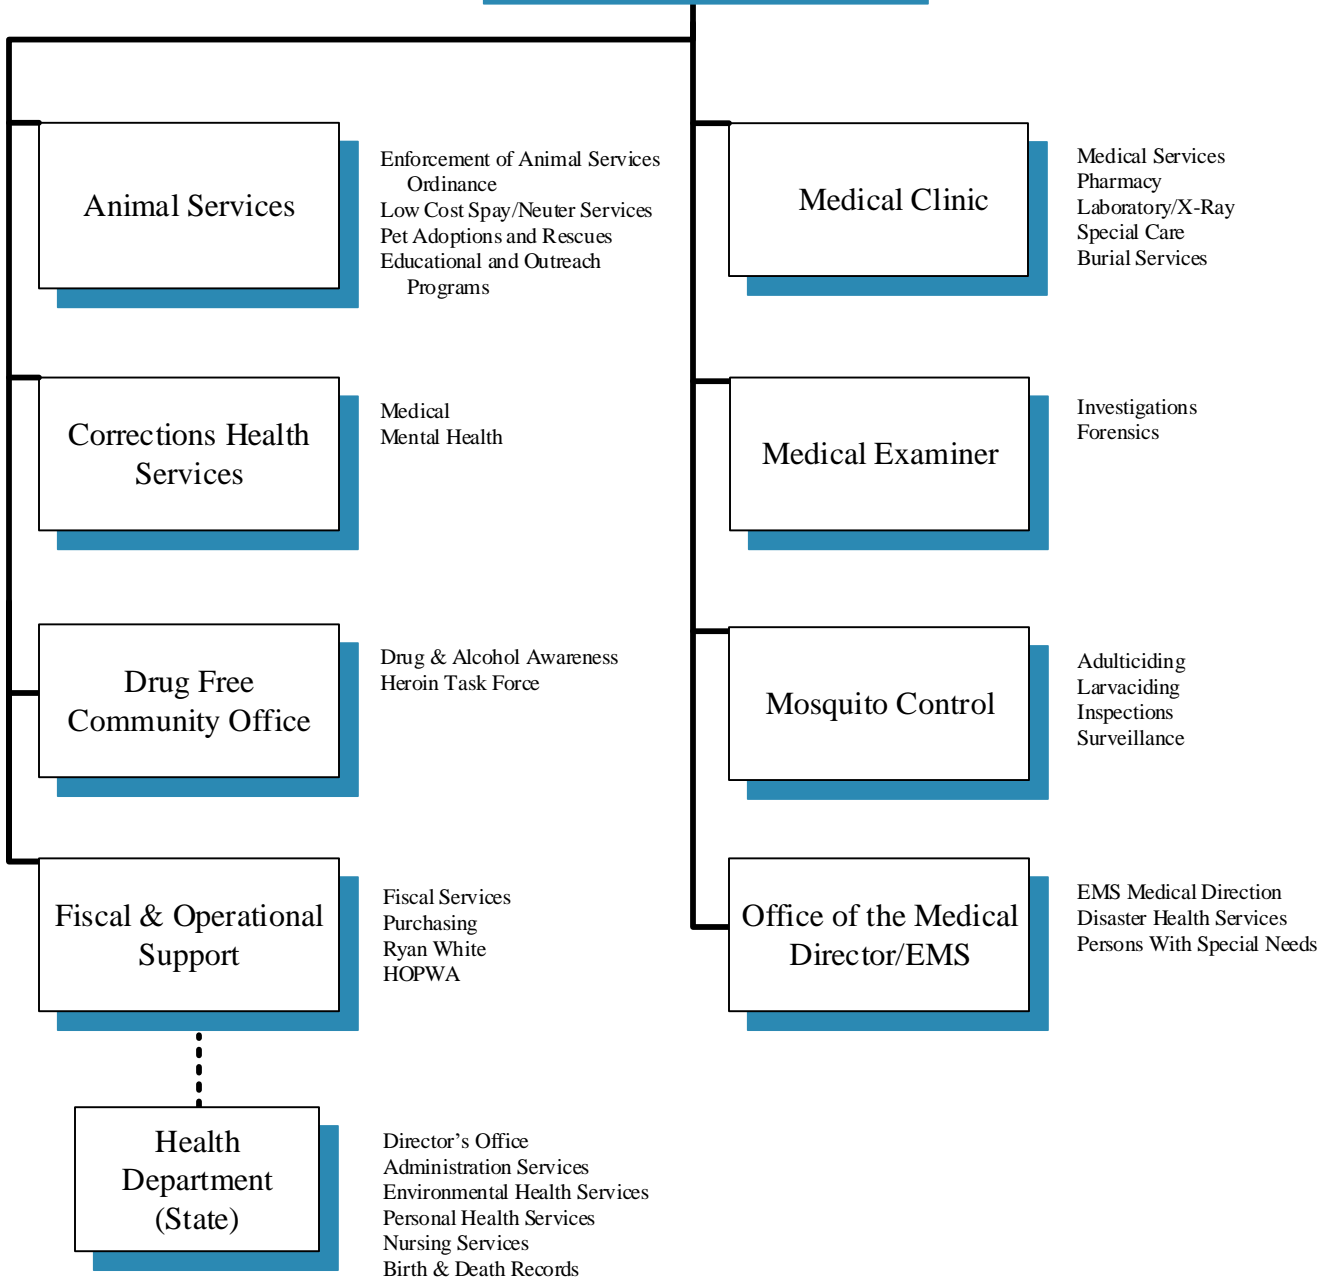 Animal Services
Enforcement of Animal Services
Ordinance
Low Cost Spay/Neuter Services
Pet Adoptions and Rescues
Educational and Outreach
Programs
Medical Clinic
Medical Services
Pharmacy
Laboratory/X-Ray
Special Care
Burial Services
Corrections Health
Services
Medical
Mental Health
Medical Examiner
Investigations
Forensics
Drug Free
Community Office
Drug & Alcohol Awareness
Heroin Task Force
Mosquito Control
Adulticiding
Larvaciding
Inspections
Surveillance
Fiscal & Operational
Support
Fiscal Services
Purchasing
Ryan White
HOPWA
Office of the Medical
Director/EMS
EMS Medical Direction
Disaster Health Services
Persons With Special Needs
Health
Department
(State)
Director’s Office
Administration Services
Environmental Health Services
Personal Health Services
Nursing Services
Birth & Death Records